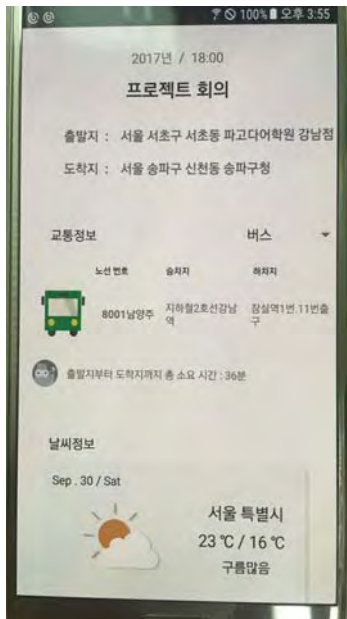 100% 오후 3:55
2017년 / 18:00
프로젝트 회의
출발지 : 서울 서초구 서초동 파고다어학원 강남점
도착지 : 서울 송파구 신천동 송파구청
교통정보 버스
노선 번호 승차지 하차지
8001남양주 지하철2호선강남역 잠실역1번.11번출구
출발지부터 도착지까지 총 소요 시간 : 36분
날씨정보
Sep . 30 / Sat
서울 특별시
23 ℃ / 16 ℃
구름많음